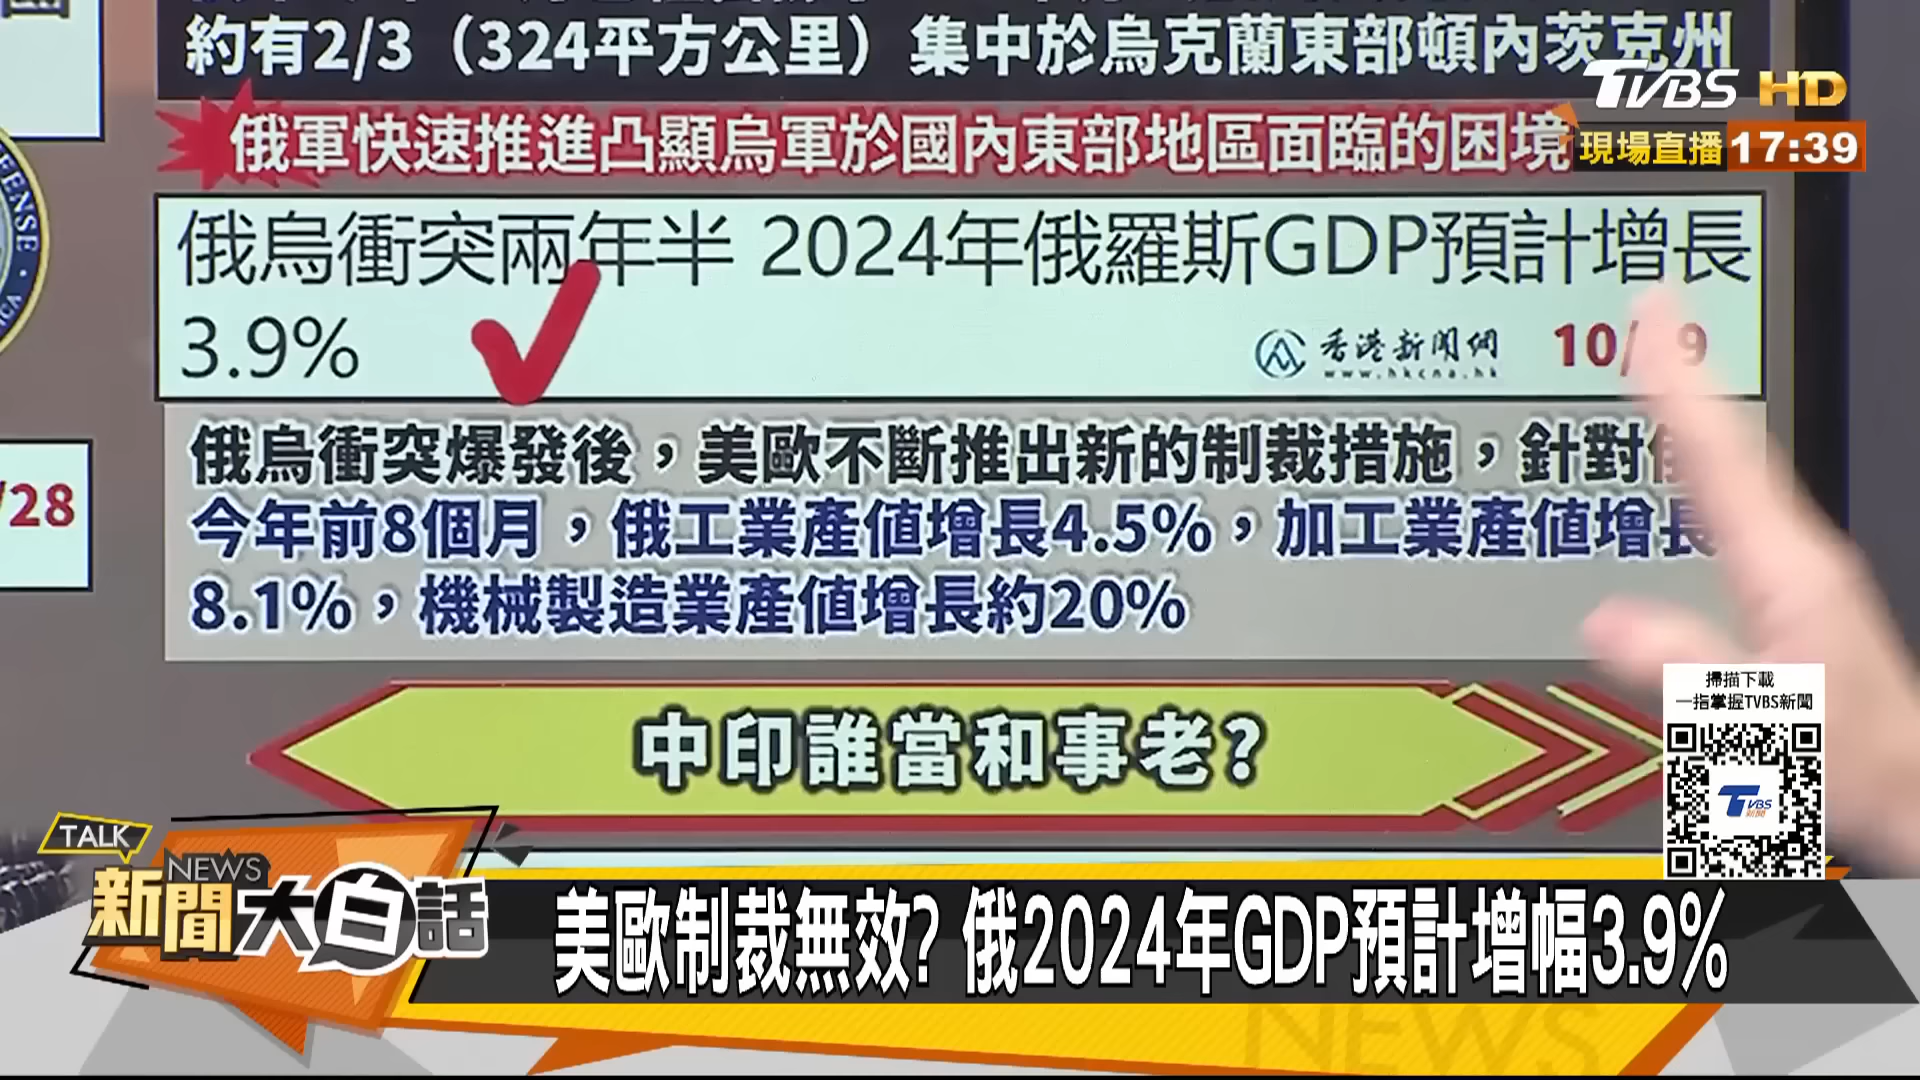 約有2/3（324平方公里）集中於烏克蘭東部頓內茨克州
TVBS HD
俄軍快速推進凸顯烏軍於國內東部地區面臨的困境
現場直播 17:39
俄烏衝突兩年半 2024年俄羅斯GDP預計增長
3.9%
香港新聞網
www.hkcna.hk
10/ 9
/28
俄烏衝突爆發後，美歐不斷推出新的制裁措施，針對
今年前8個月，俄工業產值增長4.5%，加工業產值增長
8.1%，機械製造業產值增長約20%
掃描下載
一指掌握TVBS新聞
TVBS
新聞
中印誰當和事老?
TALK
NEWS
新聞大白話
美歐制裁無效? 俄2024年GDP預計增幅3.9%
NEWS